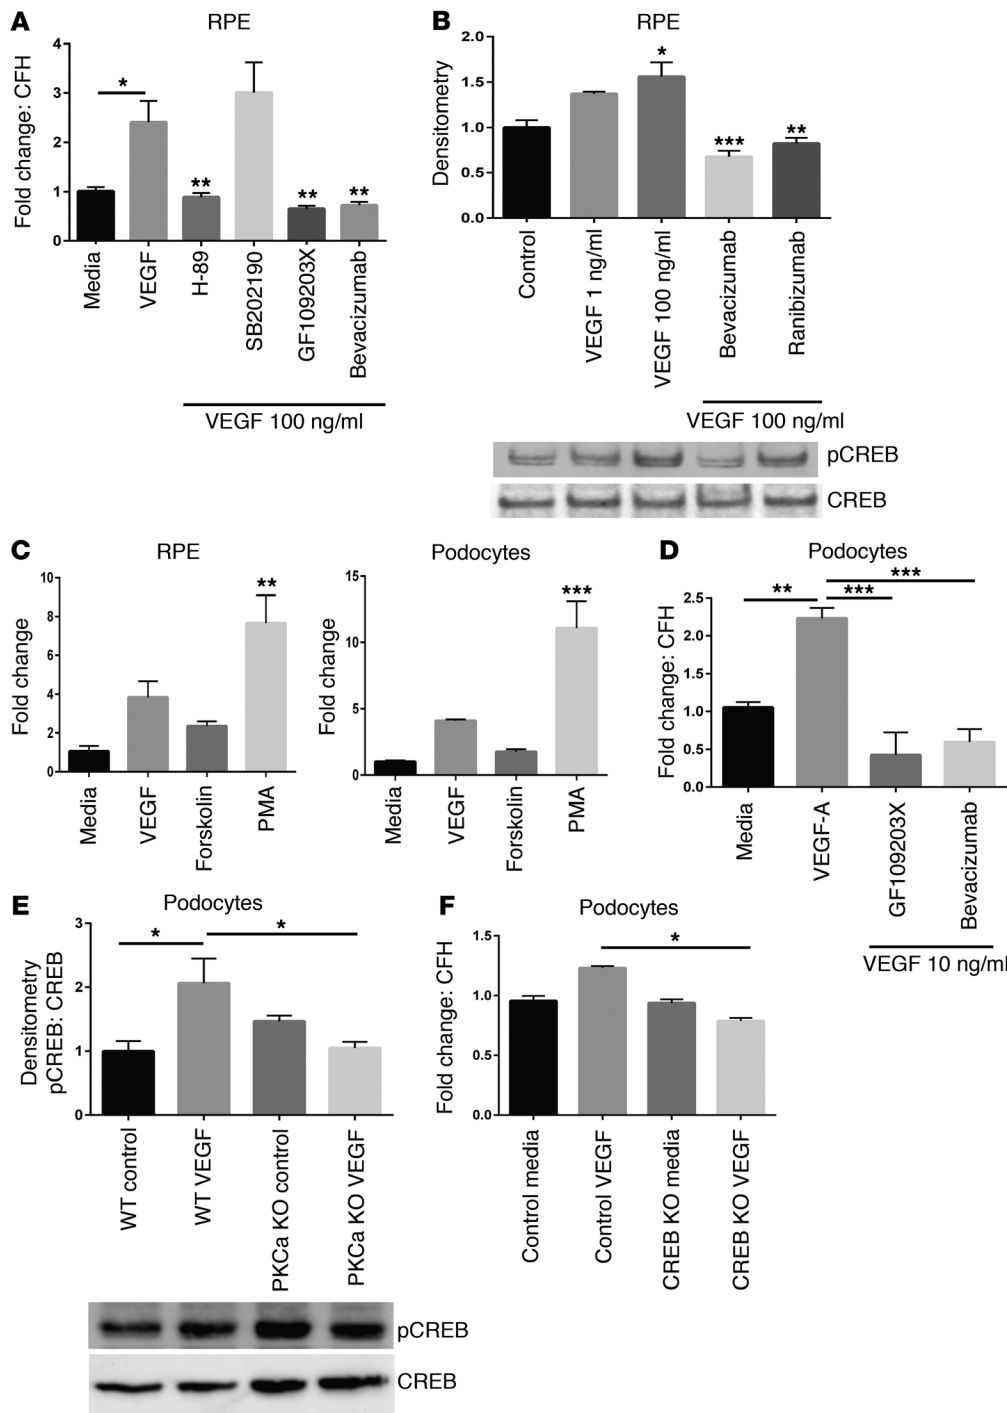 A
RPE
Fold change: CFH
4
3
2
1
0
*
**
**
**
Media
VEGF
H-89
SB202190
GF109203X
Bevacizumab
VEGF 100 ng/ml
B
RPE
Densitometry
2.0
1.5
1.0
0.5
0.0
*
***
**
Control
VEGF 1 ng/ml
VEGF 100 ng/ml
Bevacizumab
Ranibizumab
VEGF 100 ng/ml
pCREB
CREB
C
RPE
Fold change
10
8
6
4
2
0
**
Media
VEGF
Forskolin
PMA
Podocytes
Fold change
15
10
5
0
***
Media
VEGF
Forskolin
PMA
D
Podocytes
Fold change: CFH
2.5
2.0
1.5
1.0
0.5
0.0
**
***
***
Media
VEGF-A
GF109203X
Bevacizumab
VEGF 10 ng/ml
E
Podocytes
Densitometry
pCREB: CREB
3
2
1
0
*
*
WT control
WT VEGF
PKCa KO control
PKCa KO VEGF
pCREB
CREB
F
Podocytes
Fold change: CFH
1.5
1.0
0.5
0.0
*
Control media
Control VEGF
CREB KO media
CREB KO VEGF